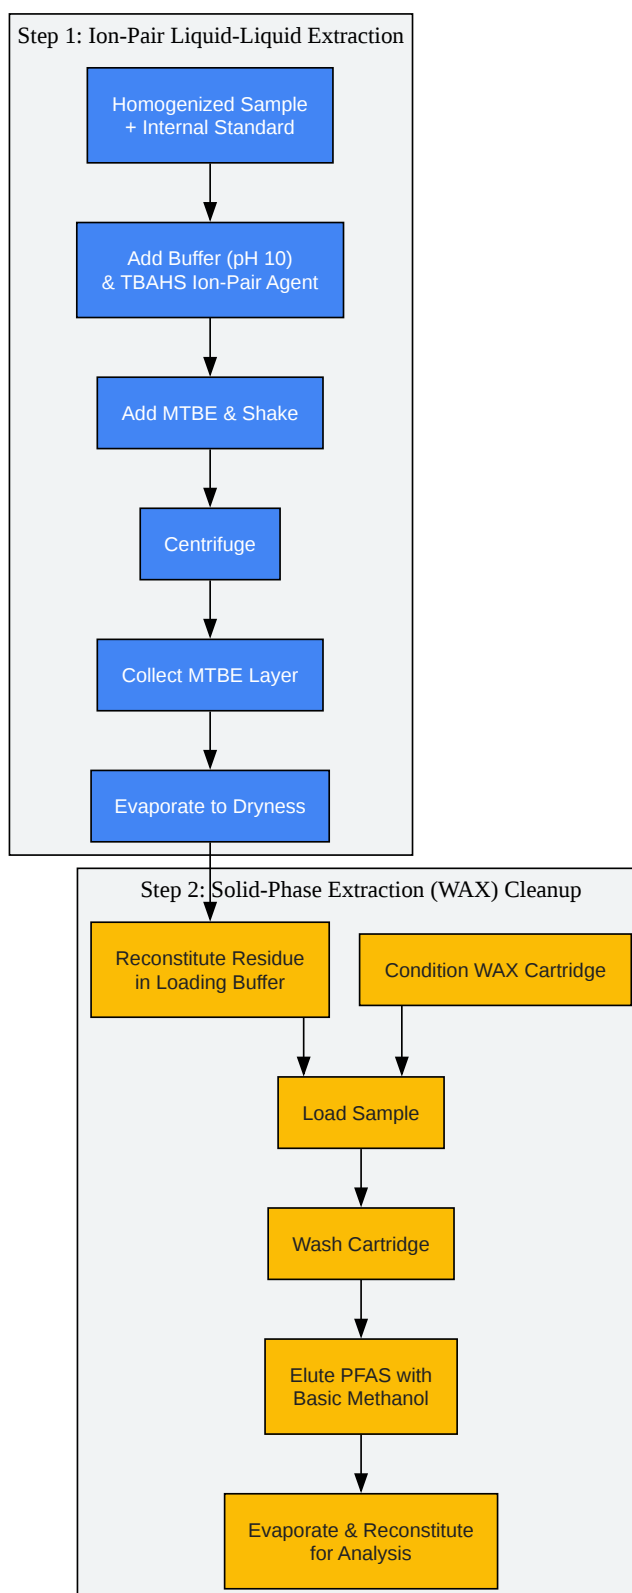 Step 1: Ion-Pair Liquid-Liquid Extraction
Homogenized Sample
+ Internal Standard
Add Buffer (pH 10)
& TBAHS Ion-Pair Agent
Add MTBE & Shake
Centrifuge
Collect MTBE Layer
Evaporate to Dryness
Step 2: Solid-Phase Extraction (WAX) Cleanup
Reconstitute Residue
in Loading Buffer
Condition WAX Cartridge
Load Sample
Wash Cartridge
Elute PFAS with
Basic Methanol
Evaporate & Reconstitute
for Analysis